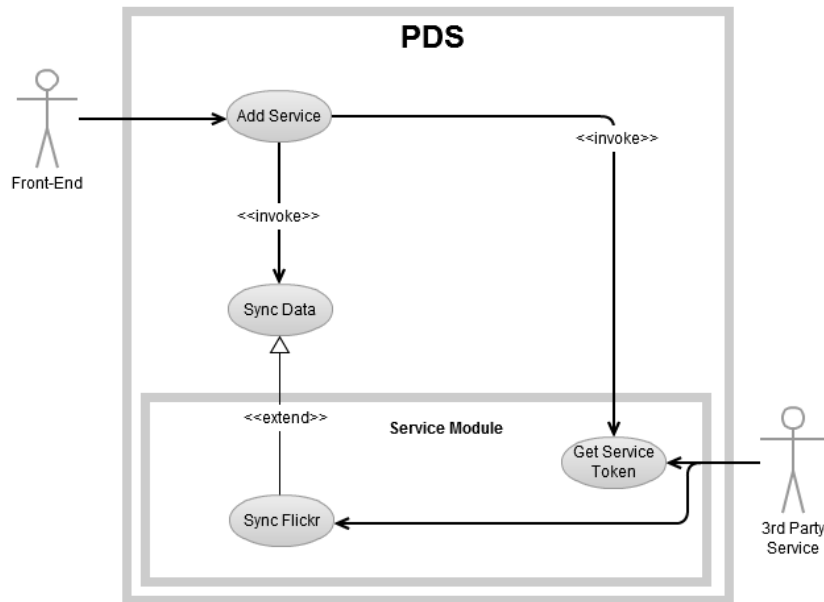 PDS
Add Service
<<invoke>>
Front-End
<<invoke>>
Sync Data
<<extend>>
Service Module
Get Service
Token
Sync Flickr
3rd Party
Service